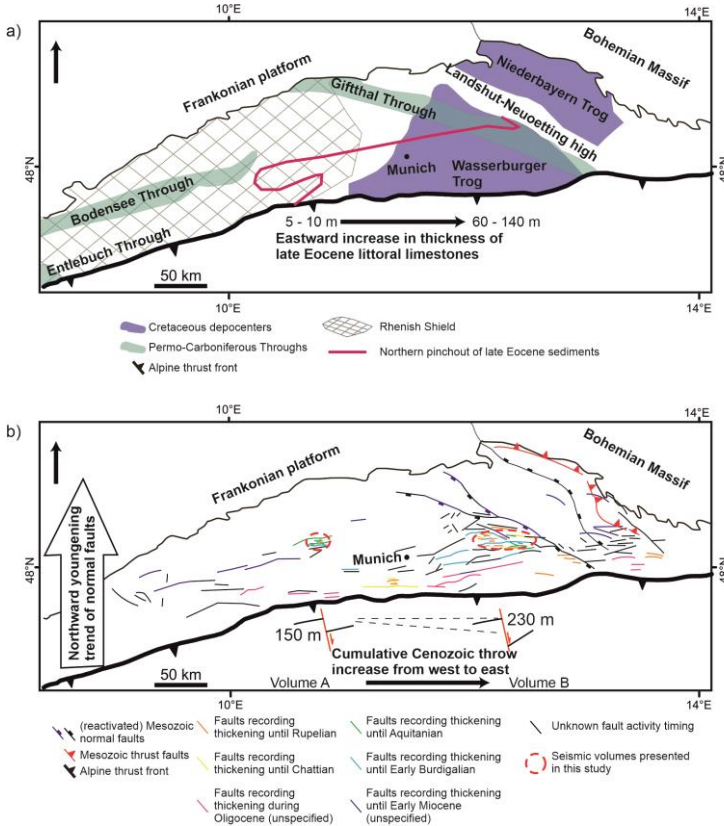 a)
10°E
14°E
Bohemian Massif
Frankonian platform
Niederbayern Trog
Giftthal Through
Landshut-Neuoetting high
48°N
48°N
Munich
Wasserburger
Trog
Bodensee Through
Entlebuch Through
5 - 10 m
60 - 140 m
Eastward increase in thickness of
late Eocene littoral limestones
50 km
10°E
14°E
Cretaceous depocenters
Rhenish Shield
Permo-Carboniferous Throughs
Northern pinchout of late Eocene sediments
Alpine thrust front
b)
10°E
14°E
Bohemian Massif
Frankonian platform
Northward youngening
trend of normal faults
48°N
48°N
Munich
150 m
230 m
Cumulative Cenozoic throw
increase from west to east
50 km
Volume A
Volume B
10°E
14°E
(reactivated) Mesozoic
normal faults
Mesozoic thrust faults
Alpine thrust front
Faults recording
thickening until Rupelian
Faults recording
thickening until Chattian
Faults recording
thickening during
Oligocene (unspecified)
Faults recording thickening
until Aquitanian
Faults recording thickening
until Early Burdigalian
Faults recording thickening
until Early Miocene
(unspecified)
Unknown fault activity timing
Seismic volumes presented
in this study